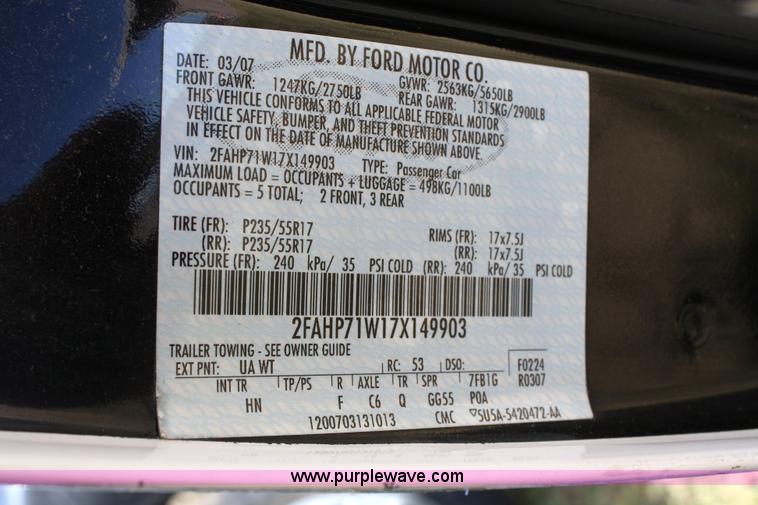 MFD. BY FORD MOTOR CO.
DATE: 03/07 GVWR: 2563KG/5650LB
FRONT GAWR: 1247KG/2750LB REAR GAWR: 1315KG/2900LB
THIS VEHICLE CONFORMS TO ALL APPLICABLE FEDERAL MOTOR
VEHICLE SAFETY, BUMPER, AND THEFT PREVENTION STANDARDS
IN EFFECT ON THE DATE OF MANUFACTURE SHOWN ABOVE.
VIN: 2FAHP71W17X149903 TYPE: Passenger Car
MAXIMUM LOAD = OCCUPANTS + LUGGAGE = 498KG/1100LB
OCCUPANTS = 5 TOTAL; 2 FRONT, 3 REAR
TIRE (FR): P235/55R17 RIMS (FR): 17x7.5J
(RR): P235/55R17 (RR): 17x7.5J
PRESSURE (FR): 240 kPa/ 35 PSI COLD (RR): 240 kPa/ 35 PSI COLD
2FAHP71W17X149903
TRAILER TOWING - SEE OWNER GUIDE
EXT PNT: UA WT RC: 53 DSO: F0224
INT TR TP/PS R AXLE TR SPR 7FB1G R0307
HN F C6 Q GG55 POA
1200703131013 CMC 5U5A-5420472-AA
www.purplewave.com